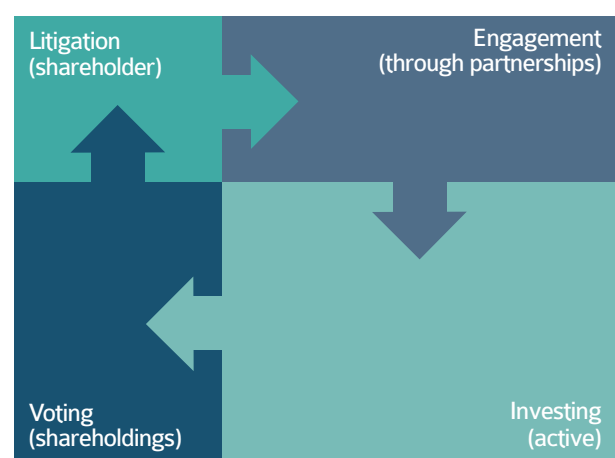 Litigation
(shareholder)
Engagement
(through partnerships)
Voting
(shareholdings)
Investing
(active)